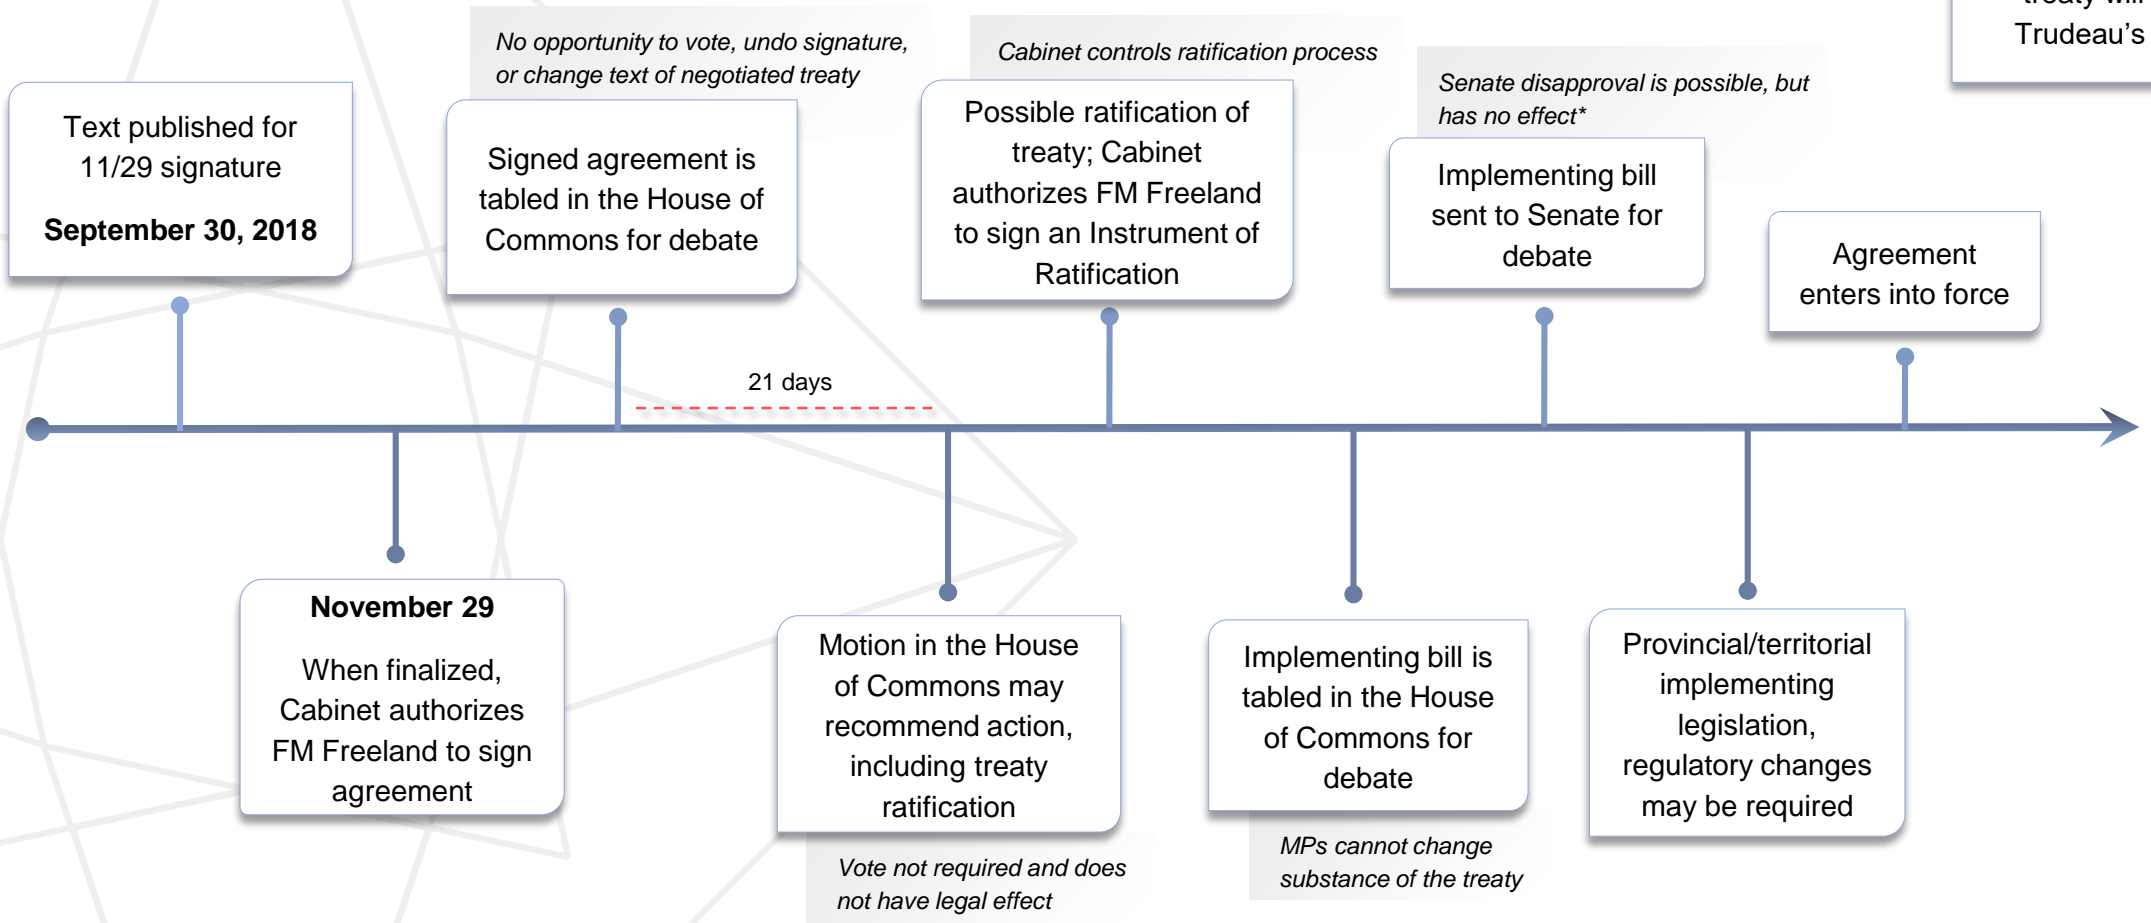 treaty will
Trudeau's
No opportunity to vote, undo signature,
or change text of negotiated treaty
Cabinet controls ratification process
Senate disapproval is possible, but
has no effect*
Text published for
11/29 signature
September 30, 2018
Signed agreement is
tabled in the House of
Commons for debate
Possible ratification of
treaty; Cabinet
authorizes FM Freeland
to sign an Instrument of
Ratification
Implementing bill
sent to Senate for
debate
Agreement
enters into force
21 days
November 29
When finalized,
Cabinet authorizes
FM Freeland to sign
agreement
Motion in the House
of Commons may
recommend action,
including treaty
ratification
Vote not required and does
not have legal effect
Implementing bill is
tabled in the House
of Commons for
debate
MPs cannot change
substance of the treaty
Provincial/territorial
implementing
legislation,
regulatory changes
may be required